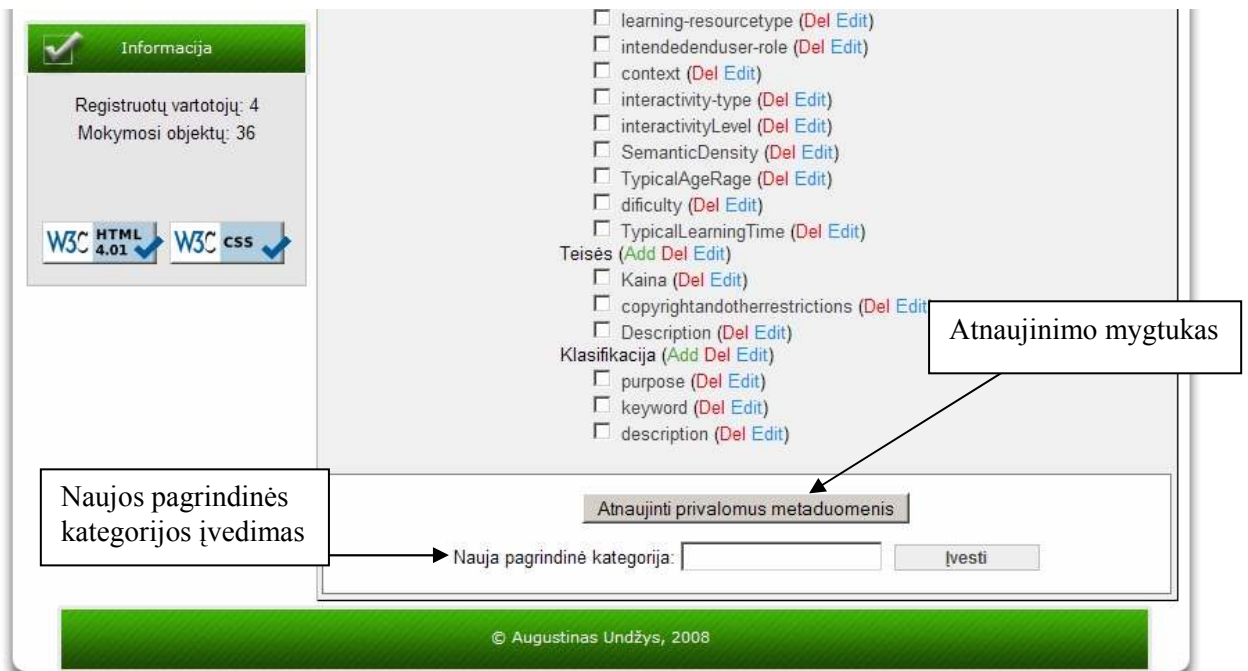 Informacija
Registruotų vartotojų: 4
Mokymosi objektų: 36
W3C HTML 4.01
W3C css
learning-resourcetype (Del Edit)
intendedenduser-role (Del Edit)
context (Del Edit)
interactivity-type (Del Edit)
interactivityLevel (Del Edit)
SemanticDensity (Del Edit)
TypicalAgeRage (Del Edit)
dificulty (Del Edit)
TypicalLearningTime (Del Edit)
Teisės (Add Del Edit)
Kaina (Del Edit)
copyrightandotherrestrictions (Del Edit
Description (Del Edit)
Klasifikacija (Add Del Edit)
purpose (Del Edit)
keyword (Del Edit)
description (Del Edit)
Atnaujinimo mygtukas
Naujos pagrindinės
kategorijos įvedimas
Atnaujinti privalomus metaduomenis
Nauja pagrindinė kategorija: Įvesti
© Augustinas Undžys, 2008